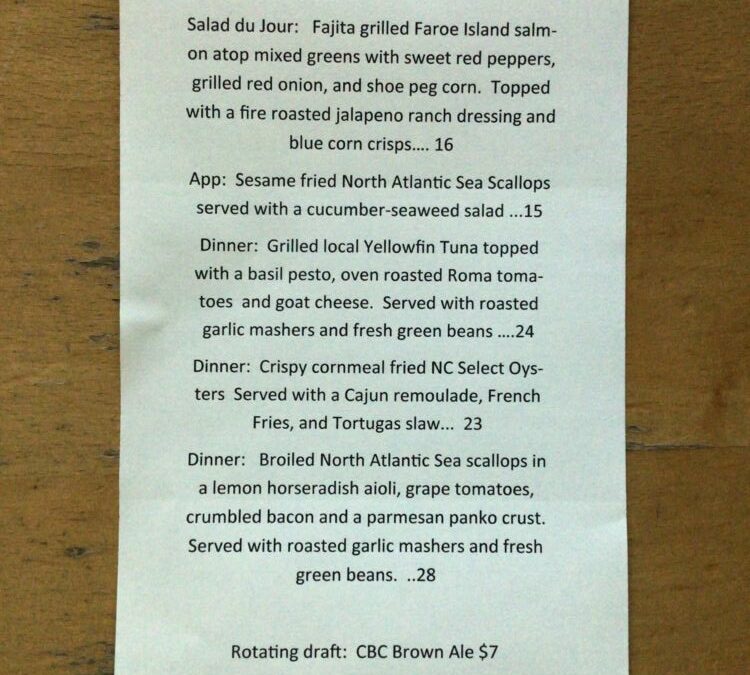 Salad du Jour: Fajita grilled Faroe Island salm-
on atop mixed greens with sweet red peppers,
grilled red onion, and shoe peg corn. Topped
with a fire roasted jalapeno ranch dressing and
blue corn crisps.... 16
App: Sesame fried North Atlantic Sea Scallops
served with a cucumber-seaweed salad ...15
Dinner: Grilled local Yellowfin Tuna topped
with a basil pesto, oven roasted Roma toma-
toes and goat cheese. Served with roasted
garlic mashers and fresh green beans ....24
Dinner: Crispy cornmeal fried NC Select Oys-
ters Served with a Cajun remoulade, French
Fries, and Tortugas slaw... 23
Dinner: Broiled North Atlantic Sea scallops in
a lemon horseradish aioli, grape tomatoes,
crumbled bacon and a parmesan panko crust.
Served with roasted garlic mashers and fresh
green beans. ..28
Rotating draft: CBC Brown Ale $7